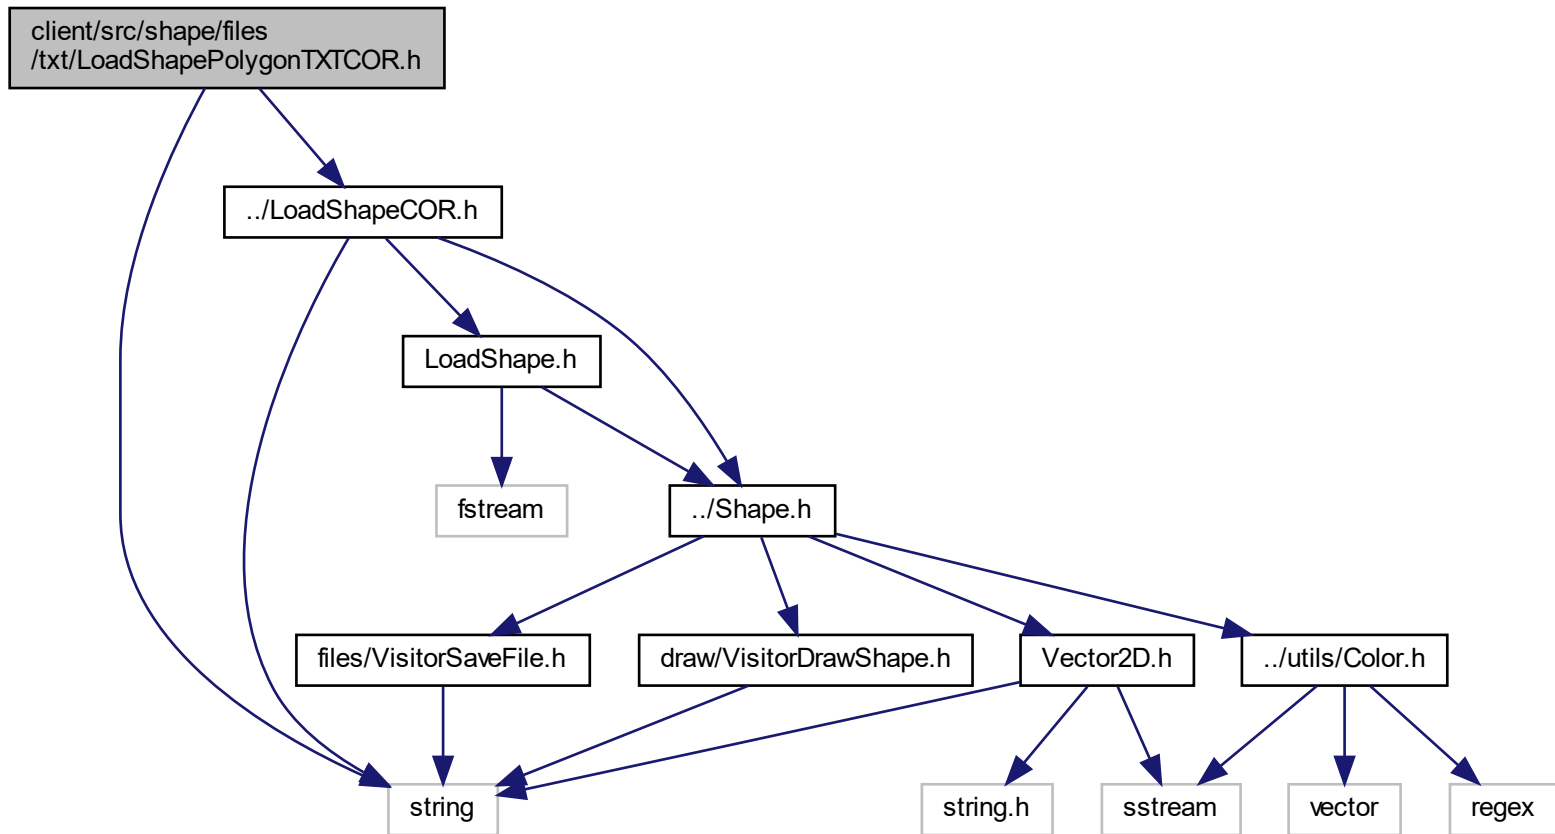 client/src/shape/files
/txt/LoadShapePolygonTXTCOR.h
../LoadShapeCOR.h
LoadShape.h
fstream
../Shape.h
files/VisitorSaveFile.h
draw/VisitorDrawShape.h
Vector2D.h
../utils/Color.h
string
string.h
sstream
vector
regex